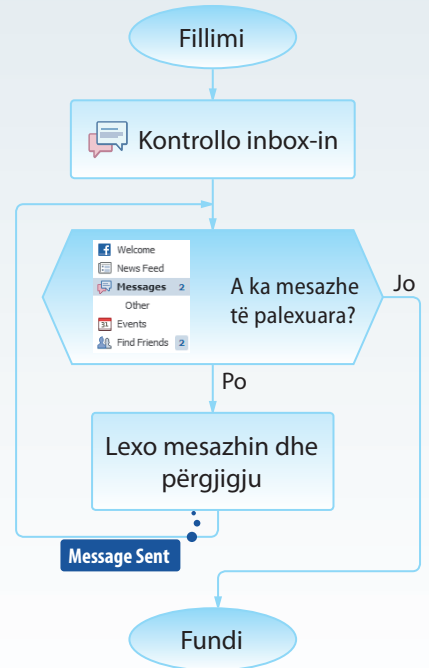 Fillimi
Kontrollo inbox-in
Welcome
News Feed
Messages 2
Other
31 Events
Find Friends 2
A ka mesazhe
të palexuara?
Jo
Po
Lexo mesazhin dhe
përgjigju
Message Sent
Fundi